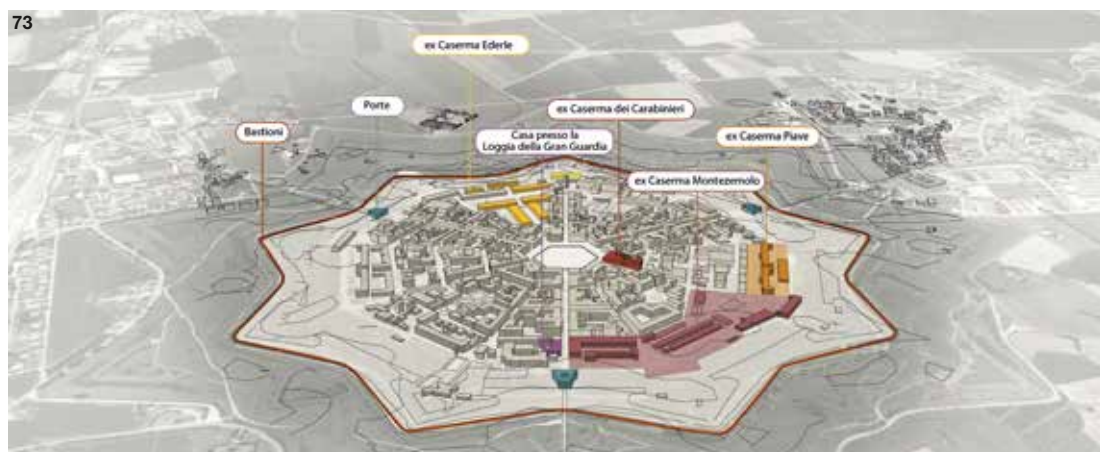 73
ex Caserma Ederle
Porte
ex Caserma dei Carabinieri
Bastioni
Casa presso la
Loggia della Gran Guardia
ex Caserma Piave
ex Caserma Montezemolo